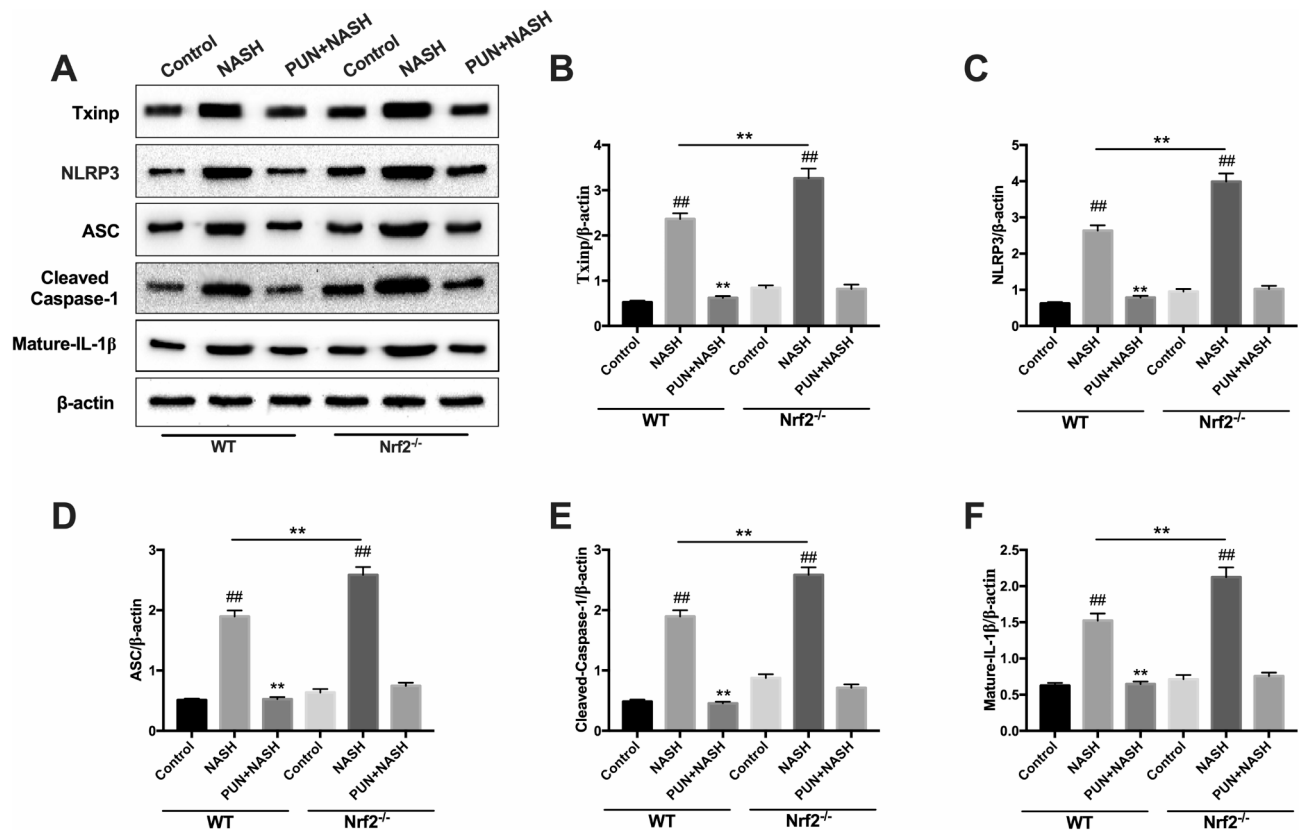 A
Control NASH PUN+NASH Control NASH PUN+NASH
Txinp
NLRP3
ASC
Cleaved
Caspase-1
Mature-IL-1β
β-actin
WT Nrf2-/-
B
Txinp/β-actin
4
3
2
1
0
**
## ** ##
Control NASH PUN+NASH Control NASH PUN+NASH
WT Nrf2-/-
C
NLRP3/β-actin
5
4
3
2
1
0
**
## ** ##
Control NASH PUN+NASH Control NASH PUN+NASH
WT Nrf2-/-
D
ASC/β-actin
3
2
1
0
**
## ** ##
Control NASH PUN+NASH Control NASH PUN+NASH
WT Nrf2-/-
E
Cleaved-Caspase-1/β-actin
3
2
1
0
**
## ** ##
Control NASH PUN+NASH Control NASH PUN+NASH
WT Nrf2-/-
F
Mature-IL-1β/β-actin
2.5
2.0
1.5
1.0
0.5
0.0
**
## ** ##
Control NASH PUN+NASH Control NASH PUN+NASH
WT Nrf2-/-